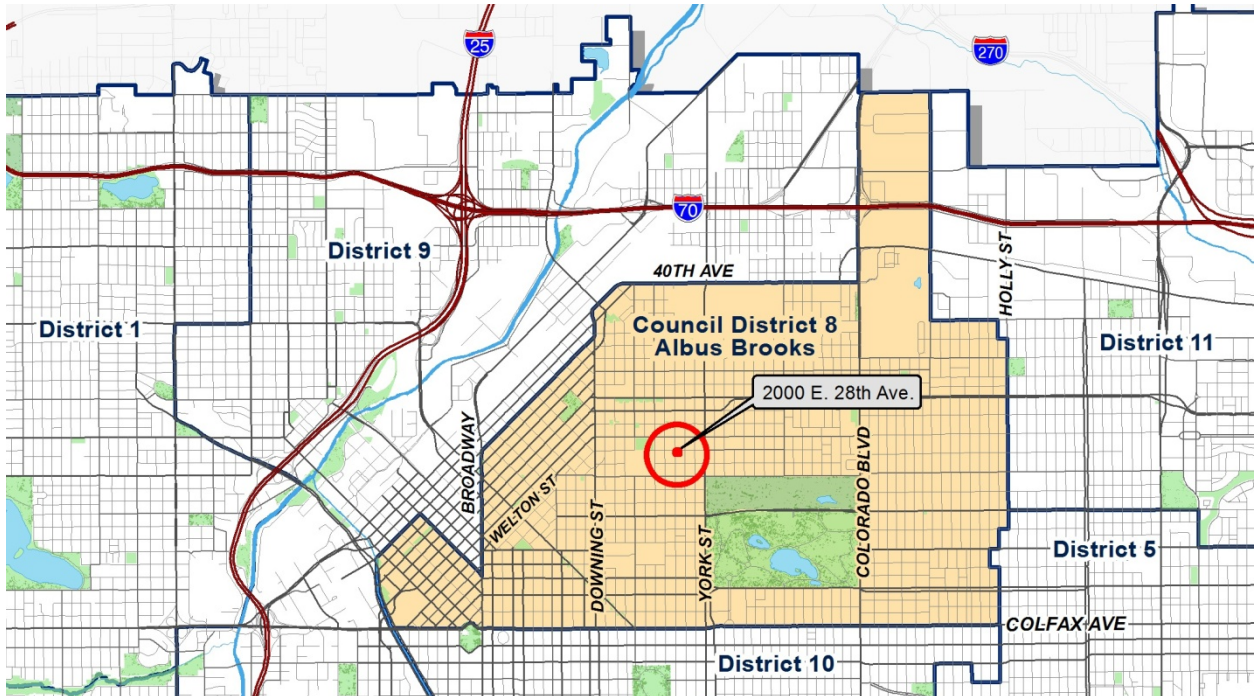 25
270
70
District 9
HOLLY ST
40TH AVE
District 1
Council District 8
Albus Brooks
District 11
2000 E. 28th Ave.
BROADWAY
COLORADO BLVD
WELTON ST
DOWNING ST
YORK ST
District 5
COLFAX AVE
District 10